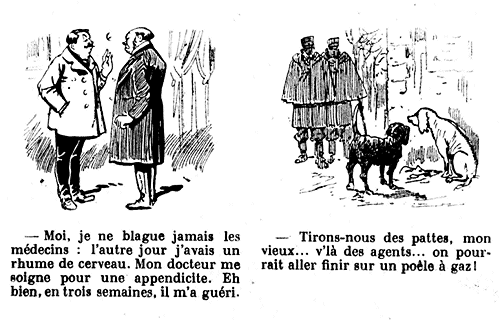 — Moi, je ne blague jamais les
médecins : l'autre jour j'avais un
rhume de cerveau. Mon docteur me
soigne pour une appendicite. Eh
bien, en trois semaines, il m'a guéri.
— Tirons-nous des pattes, mon
vieux... v'là des agents... on pour-
rait aller finir sur un poêle à gaz!